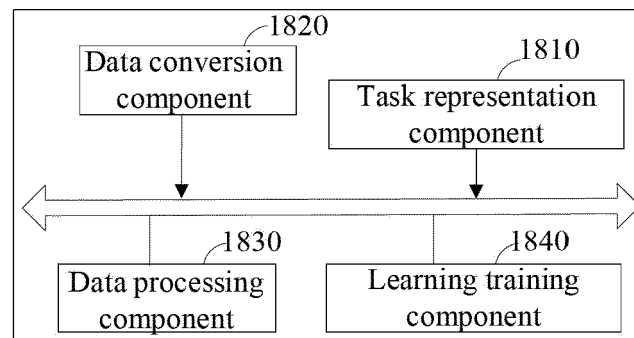 1820
Data conversion
component
1810
Task representation
component
1830
Data processing
component
1840
Learning training
component